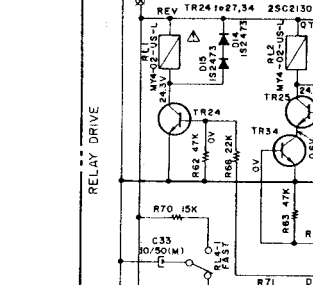 REV TR24 to27,34 2SC2130
RL1
MY4-02-US-L
D14
1S2473
D15
1S2473
RL2
MY4-02-US-L
24.3V
24.
TR25
TR24
TR34
0V
0V
R62 47K
R66 22K
RELAY DRIVE
R63 47K
R70 15K
C33
30/50(M)
RL4-1
FAST
R71